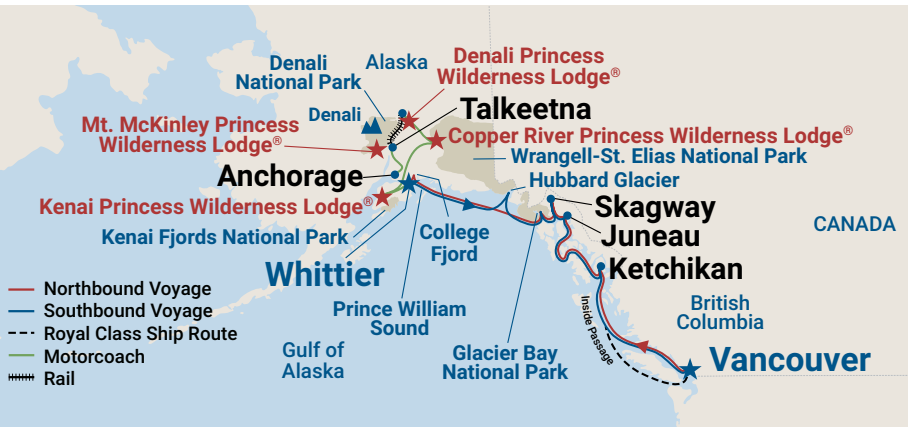 Denali Princess
Wilderness Lodge®
Denali
National Park
Alaska
Talkeetna
Denali
Mt. McKinley Princess
Wilderness Lodge®
Copper River Princess Wilderness Lodge®
Wrangell-St. Elias National Park
Anchorage
Hubbard Glacier
Kenai Princess Wilderness Lodge®
Skagway
Juneau
CANADA
Kenai Fjords National Park
College
Fjord
Whittier
Ketchikan
Northbound Voyage
Southbound Voyage
Royal Class Ship Route
Motorcoach
Rail
Prince William
Sound
British
Columbia
Inside Passage
Gulf of
Alaska
Glacier Bay
National Park
Vancouver